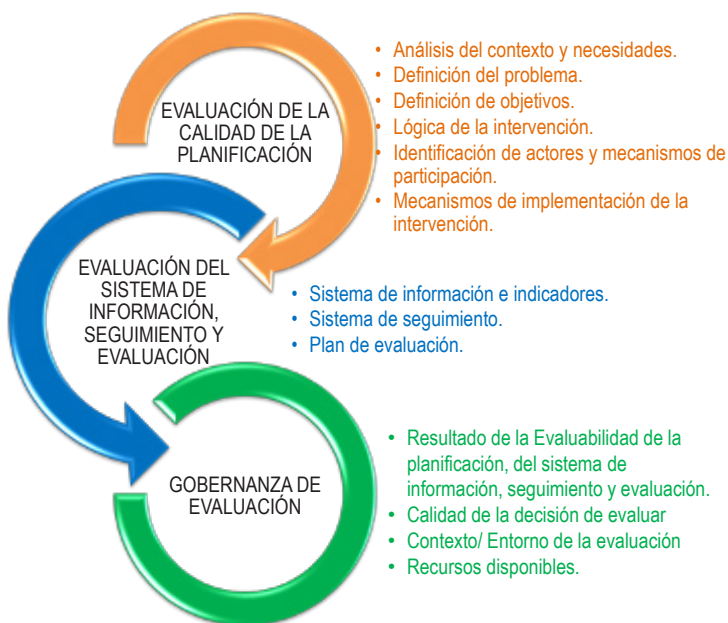 EVALUACIÓN DE LA
CALIDAD DE LA
PLANIFICACIÓN
• Análisis del contexto y necesidades.
• Definición del problema.
• Definición de objetivos.
• Lógica de la intervención.
• Identificación de actores y mecanismos de
participación.
• Mecanismos de implementación de la
intervención.
EVALUACIÓN DEL
SISTEMA DE
INFORMACIÓN,
SEGUIMIENTO Y
EVALUACIÓN
• Sistema de información e indicadores.
• Sistema de seguimiento.
• Plan de evaluación.
GOBERNANZA DE
EVALUACIÓN
• Resultado de la Evaluabilidad de la
planificación, del sistema de
información, seguimiento y evaluación.
• Calidad de la decisión de evaluar
• Contexto/ Entorno de la evaluación
• Recursos disponibles.